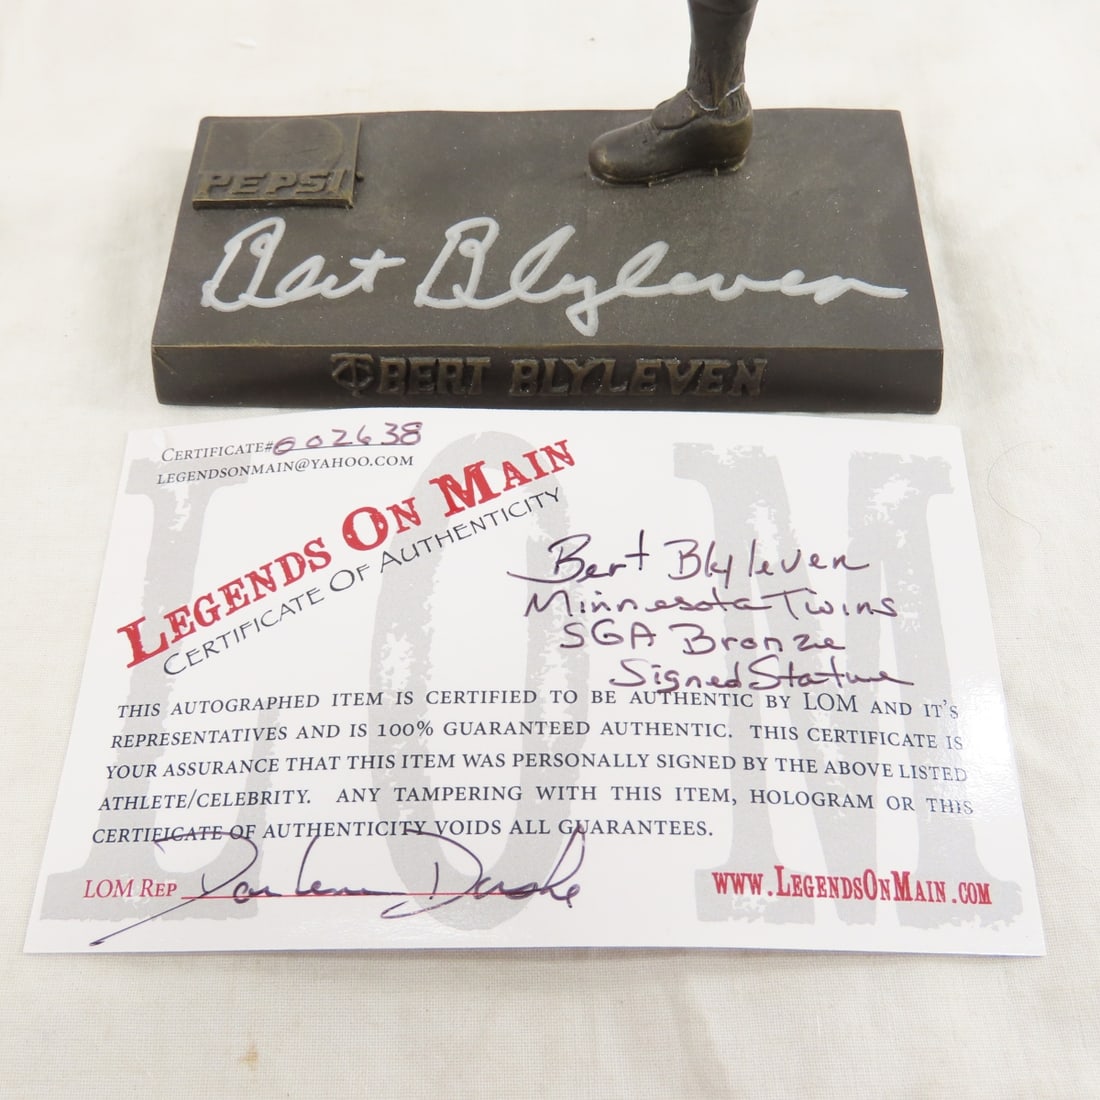 PEPSI
Bert Blyleven
TC BERT BLYLEVEN
CERTIFICATE# 002638
LEGENDSONMAIN@YAHOO.COM
LEGENDS ON MAIN
CERTIFICATE OF AUTHENTICITY
Bert Blyleven
Minnesota Twins
SGA Bronze
Signed Statue
LOM
THIS AUTOGRAPHED ITEM IS CERTIFIED TO BE AUTHENTIC BY LOM AND IT'S
REPRESENTATIVES AND IS 100% GUARANTEED AUTHENTIC. THIS CERTIFICATE IS
YOUR ASSURANCE THAT THIS ITEM WAS PERSONALLY SIGNED BY THE ABOVE LISTED
ATHLETE/CELEBRITY. ANY TAMPERING WITH THIS ITEM, HOLOGRAM OR THIS
CERTIFICATE OF AUTHENTICITY VOIDS ALL GUARANTEES.
LOM REP
WWW.LEGENDSONMAIN.COM